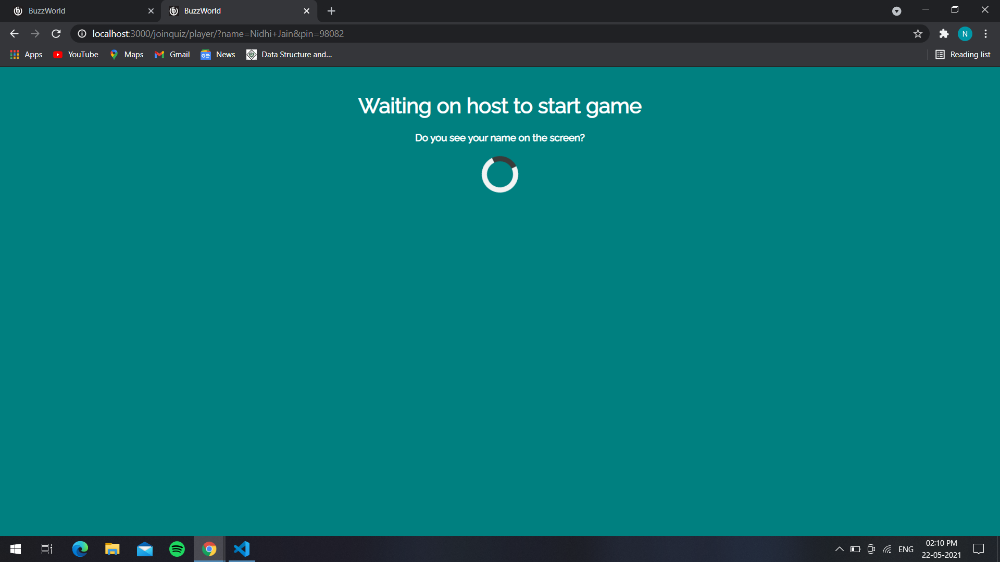 BuzzWorld
BuzzWorld
localhost:3000/joinquiz/player/?name=Nidhi+Jain&pin=98082
N
Apps
YouTube
Maps
Gmail
GE
News
Data Structure and...
Reading list
Waiting on host to start game
Do you see your name on the screen?
ENG
02:10 PM
22-05-2021